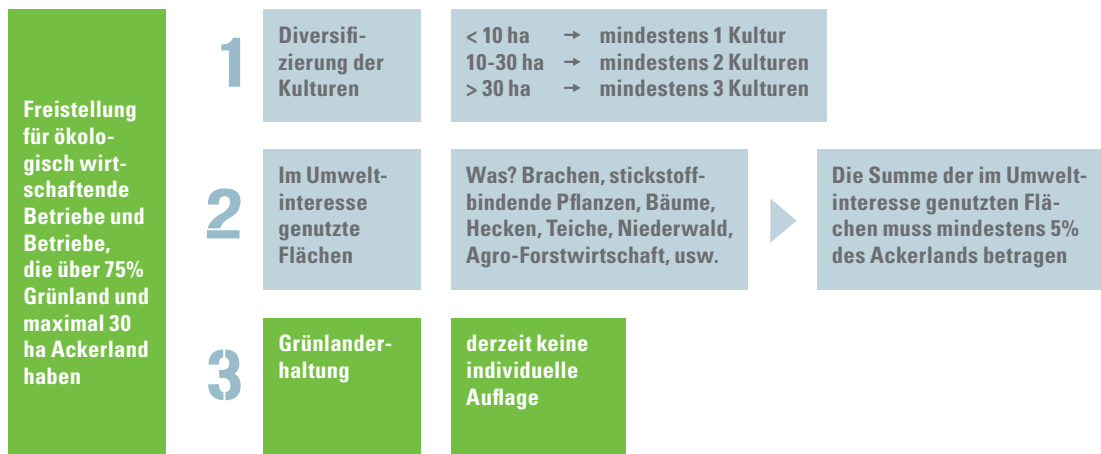 Freistellung
für ökolo-
gisch wirt-
schaftende
Betriebe und
Betriebe,
die über 75%
Grünland und
maximal 30
ha Ackerland
haben
1
Diversifi-
zierung der
Kulturen
< 10 ha → mindestens 1 Kultur
10-30 ha → mindestens 2 Kulturen
> 30 ha → mindestens 3 Kulturen
2
Im Umwelt-
interesse
genutzte
Flächen
Was? Brachen, stickstoff-
bindende Pflanzen, Bäume,
Hecken, Teiche, Niederwald,
Agro-Forstwirtschaft, usw.
Die Summe der im Umwelt-
interesse genutzten Flä-
chen muss mindestens 5%
des Ackerlands betragen
3
Grünlander-
haltung
derzeit keine
individuelle
Auflage